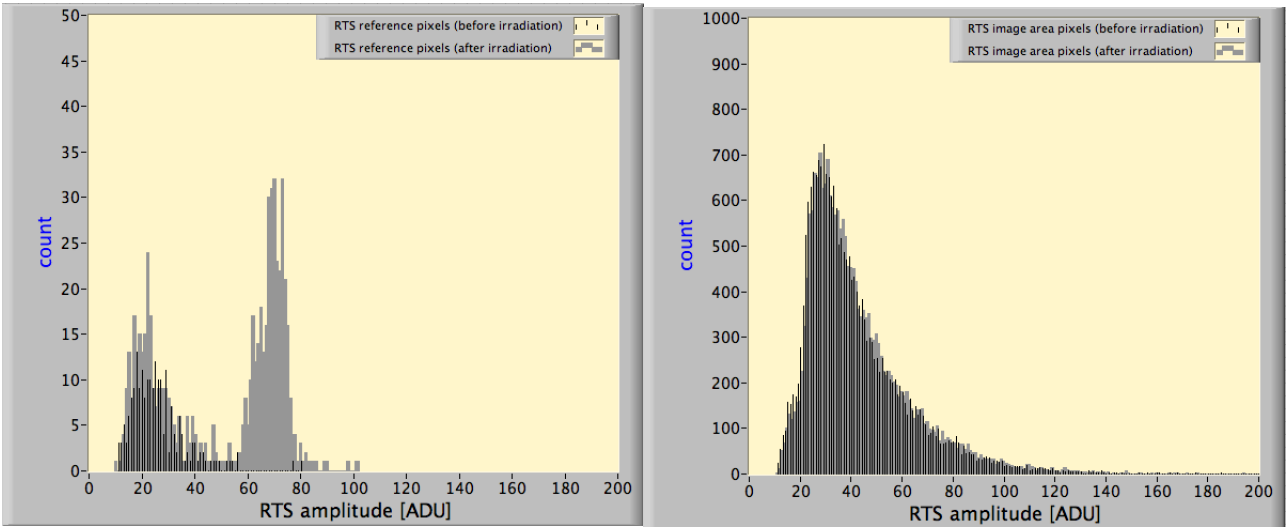 RTS reference pixels (before irradiation)
RTS reference pixels (after irradiation)
50
45
40
35
30
25
20
15
10
5
0
count
0 20 40 60 80 100 120 140 160 180 200
RTS amplitude [ADU]
RTS image area pixels (before irradiation)
RTS image area pixels (after irradiation)
1000
900
800
700
600
500
400
300
200
100
0
count
0 20 40 60 80 100 120 140 160 180 200
RTS amplitude [ADU]